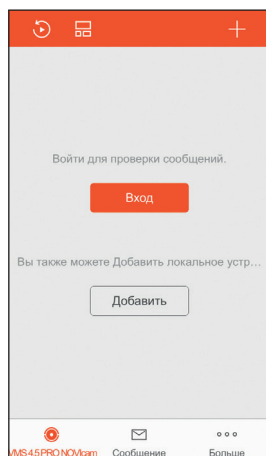 Войти для проверки сообщений.
Вход
Вы также можете Добавить локальное устр...
Добавить
VMS 4.5 PRO NOVIcam Сообщение Больше